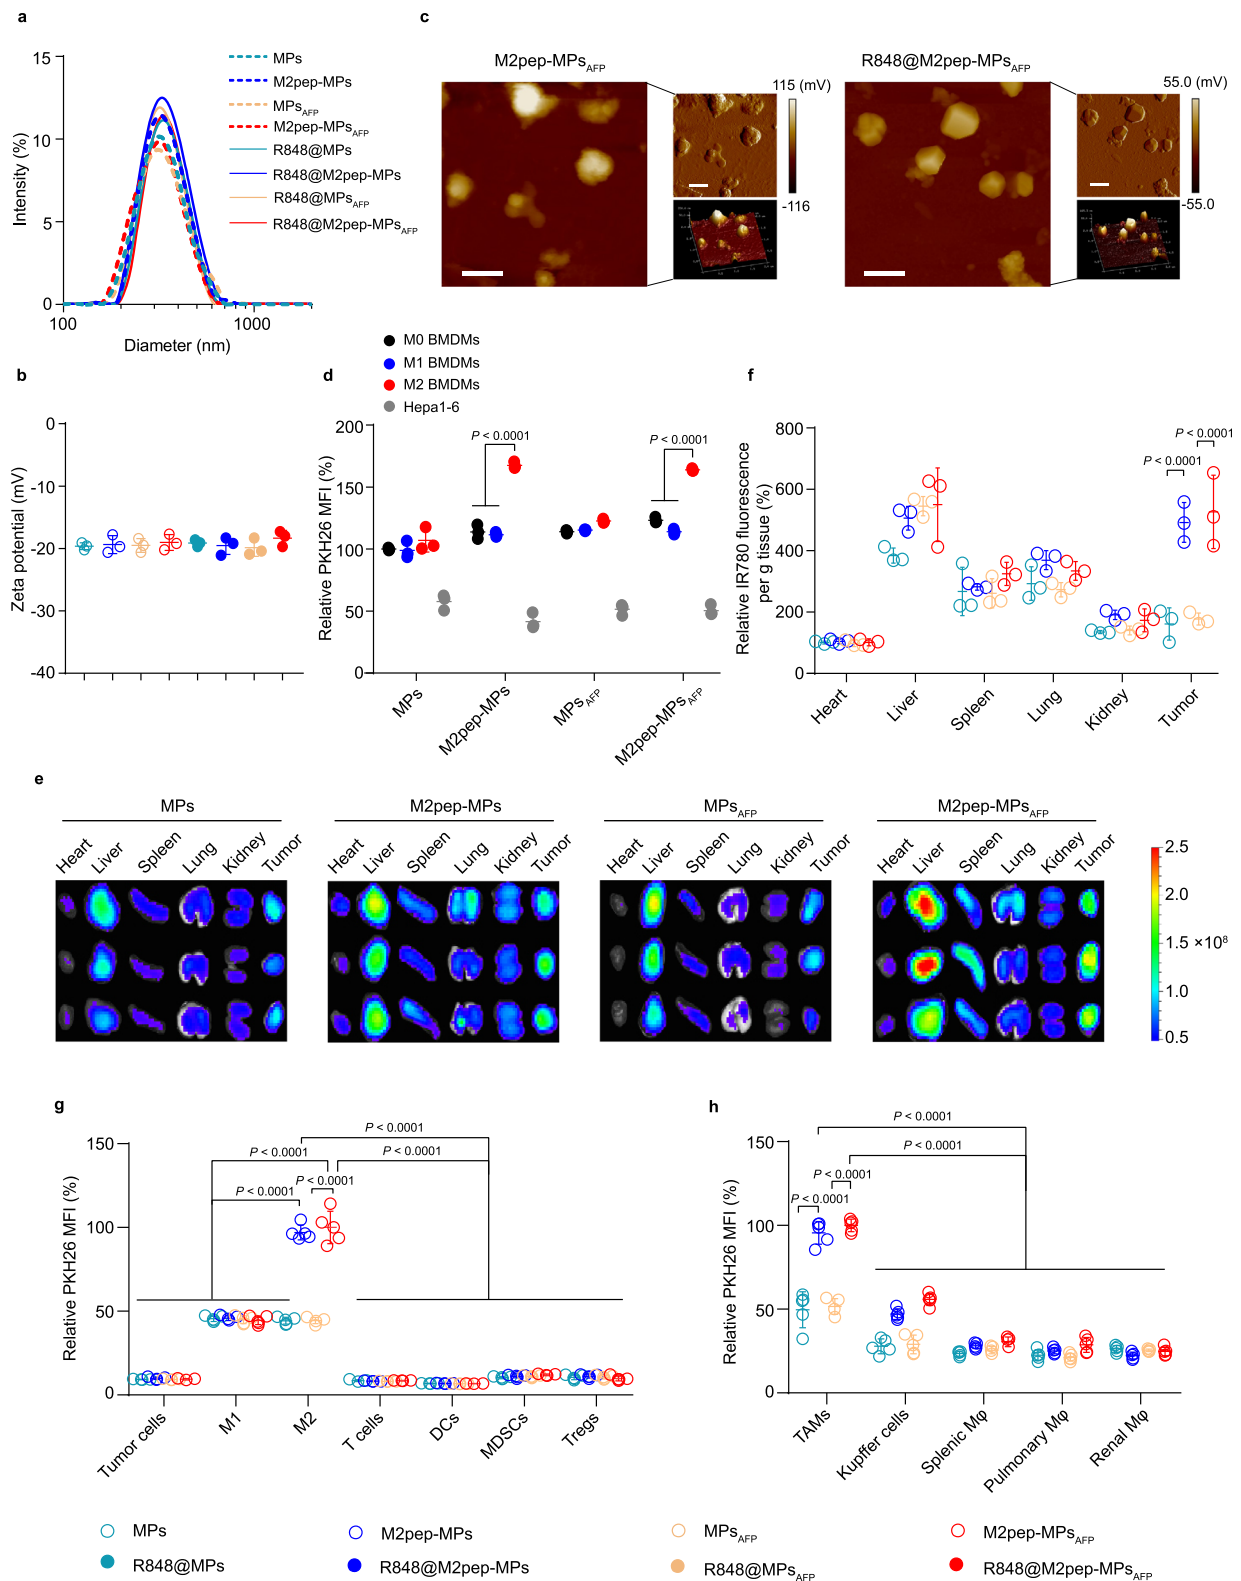 a
15
10
5
0
Intensity (%)
100
1000
Diameter (nm)
MPs
M2pep-MPs
MPsAFP
M2pep-MPsAFP
R848@MPs
R848@M2pep-MPs
R848@MPsAFP
R848@M2pep-MPsAFP
c
M2pep-MPsAFP
115 (mV)
-116
R848@M2pep-MPsAFP
55.0 (mV)
-55.0
b
0
-10
-20
-30
-40
Zeta potential (mV)
d
M0 BMDMs
M1 BMDMs
M2 BMDMs
Hepa1-6
200
150
100
50
0
Relative PKH26 MFI (%)
P < 0.0001
P < 0.0001
MPs
M2pep-MPs
MPsAFP
M2pep-MPsAFP
f
800
600
400
200
0
Relative IR780 fluorescence
per g tissue (%)
P < 0.0001
P < 0.0001
Heart
Liver
Spleen
Lung
Kidney
Tumor
e
MPs
M2pep-MPs
MPsAFP
M2pep-MPsAFP
Heart Liver Spleen Lung Kidney Tumor
Heart Liver Spleen Lung Kidney Tumor
Heart Liver Spleen Lung Kidney Tumor
Heart Liver Spleen Lung Kidney Tumor
2.5
2.0
1.5 ×10⁸
1.0
0.5
g
150
100
50
0
Relative PKH26 MFI (%)
P < 0.0001
P < 0.0001
P < 0.0001
P < 0.0001
P < 0.0001
Tumor cells
M1
M2
T cells
DCs
MDSCs
Tregs
h
150
100
50
0
Relative PKH26 MFI (%)
P < 0.0001
P < 0.0001
P < 0.0001
P < 0.0001
TAMs
Kupffer cells
Splenic Mφ
Pulmonary Mφ
Renal Mφ
MPs
M2pep-MPs
MPsAFP
M2pep-MPsAFP
R848@MPs
R848@M2pep-MPs
R848@MPsAFP
R848@M2pep-MPsAFP